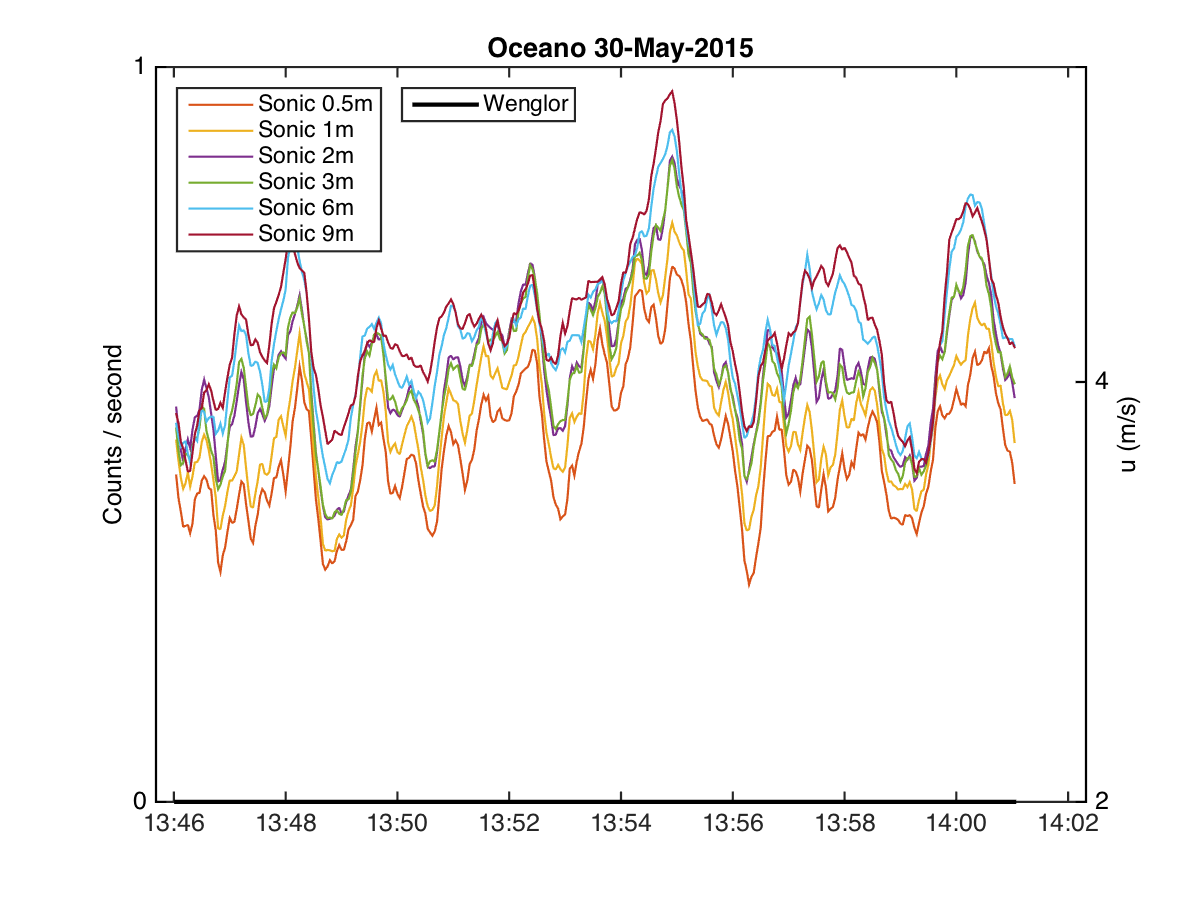 Oceano 30-May-2015
1
Sonic 0.5m
Sonic 1m
Sonic 2m
Sonic 3m
Sonic 6m
Sonic 9m
Wenglor
Counts / second
4
u (m/s)
0
2
13:46 13:48 13:50 13:52 13:54 13:56 13:58 14:00 14:02